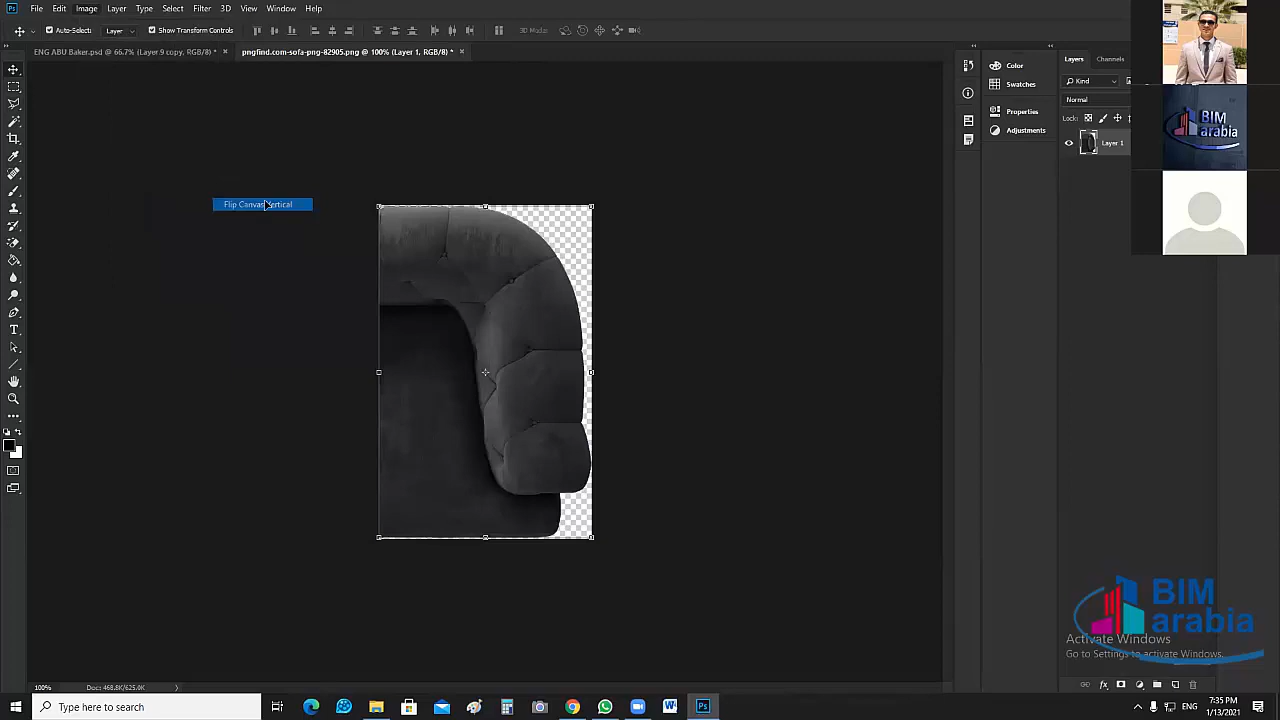 Ps File Edit Image Layer Type Select Filter 3D View Window Help
Auto-Select: Layer Show Transform Controls 3D Mode:
ENG ABU Baker.psd @ 66.7% (Layer 9 copy, RGB/8) * × pngfind.com-sofa-png-82905.png @ 100% (Layer 1, RGB/8) * ×
Color
Swatches
Properties
Adjustments
Layers Channels
Kind
Normal
Lock:
Layer 1
Flip Canvas Vertical
BIM
arabia
BIM
arabia
Activate Windows
Go to Settings to activate Windows.
100% Doc: 468.8K/625.0K
Type here to search
ENG
7:35 PM
1/13/2021